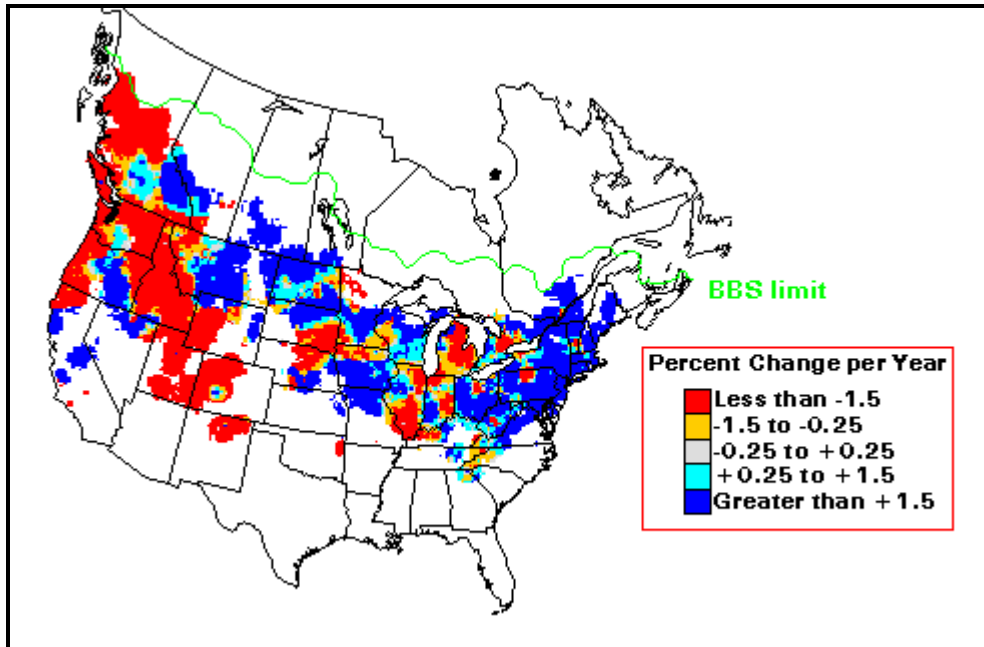 BBS limit
Percent Change per Year
Less than -1.5
-1.5 to -0.25
-0.25 to +0.25
+0.25 to +1.5
Greater than +1.5